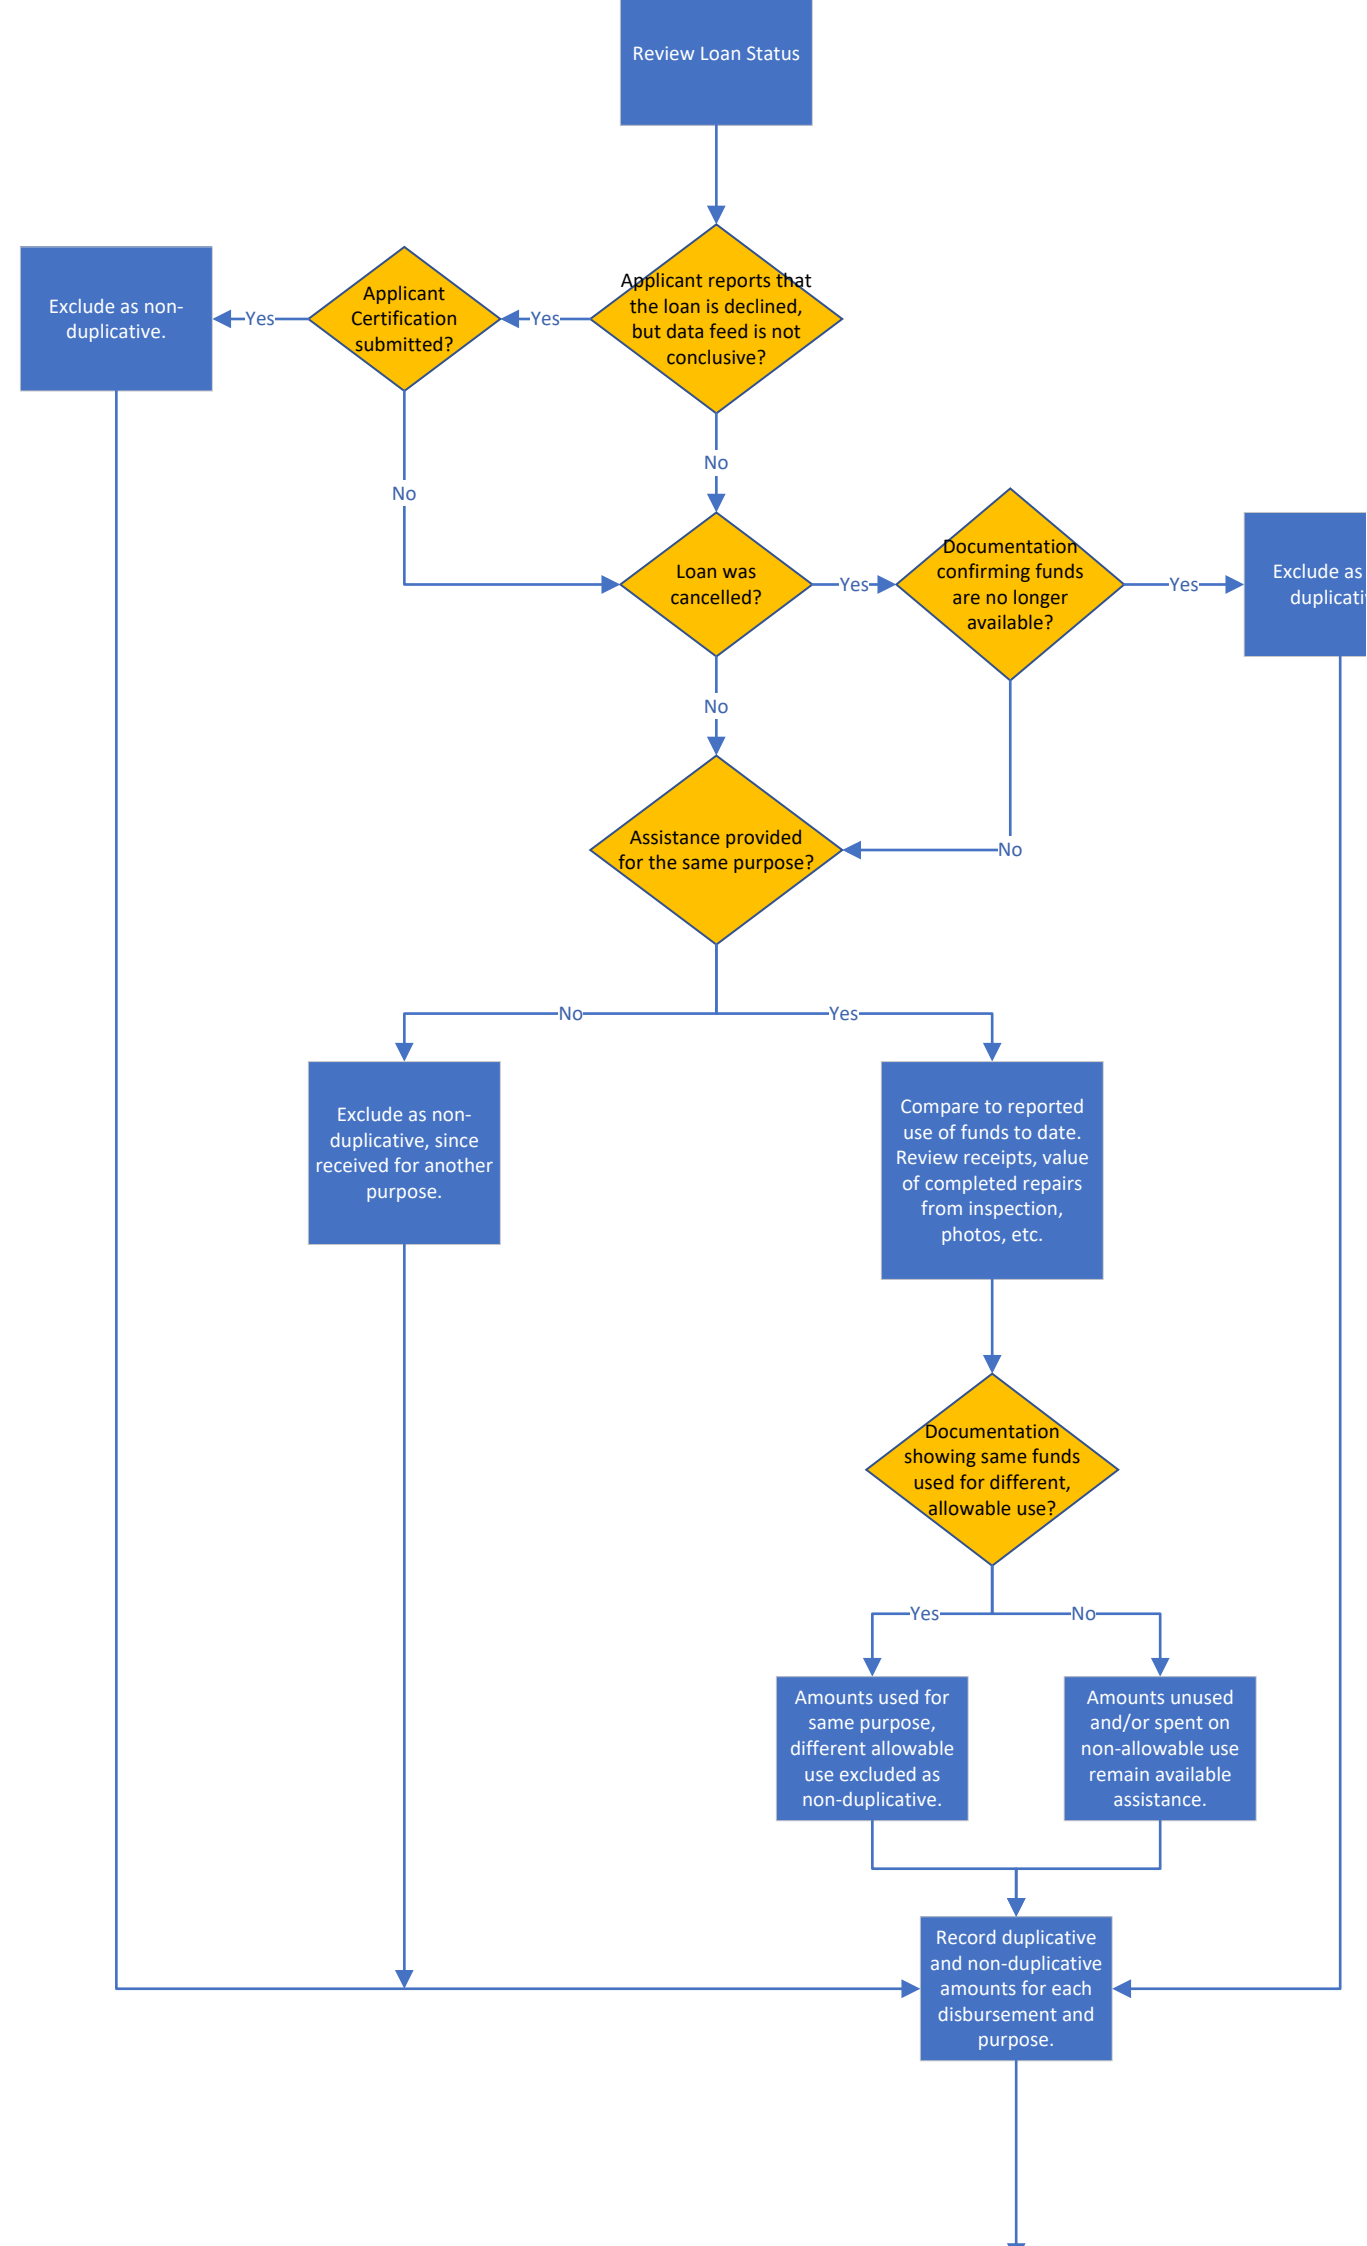 Review Loan Status
Applicant reports that
the loan is declined,
but data feed is not
conclusive?
Yes
Applicant
Certification
submitted?
Yes
Exclude as non-
duplicative.
No
No
Loan was
cancelled?
Yes
Documentation
confirming funds
are no longer
available?
Yes
Exclude as
No
No
Assistance provided
for the same purpose?
No
Yes
Exclude as non-
duplicative, since
received for another
purpose.
Compare to reported
use of funds to date.
Review receipts, value
of completed repairs
from inspection,
photos, etc.
Documentation
showing same funds
used for different,
allowable use?
Yes
No
Amounts used for
same purpose,
different allowable
use excluded as
non-duplicative.
Amounts unused
and/or spent on
non-allowable use
remain available
assistance.
Record duplicative
and non-duplicative
amounts for each
disbursement and
purpose.